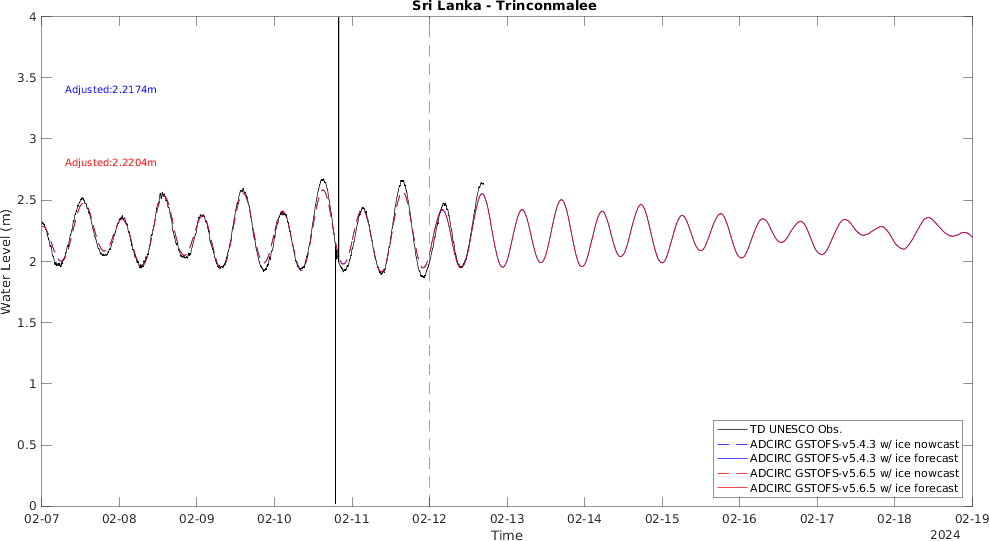 Sri Lanka - Trinconmalee
4
3.5
3
2.5
2
1.5
1
0.5
0
Water Level (m)
Adjusted:2.2174m
Adjusted:2.2204m
TD UNESCO Obs.
ADCIRC GSTOFS-v5.4.3 w/ ice nowcast
ADCIRC GSTOFS-v5.4.3 w/ ice forecast
ADCIRC GSTOFS-v5.6.5 w/ ice nowcast
ADCIRC GSTOFS-v5.6.5 w/ ice forecast
02-07 02-08 02-09 02-10 02-11 02-12 02-13 02-14 02-15 02-16 02-17 02-18 02-19
Time
2024